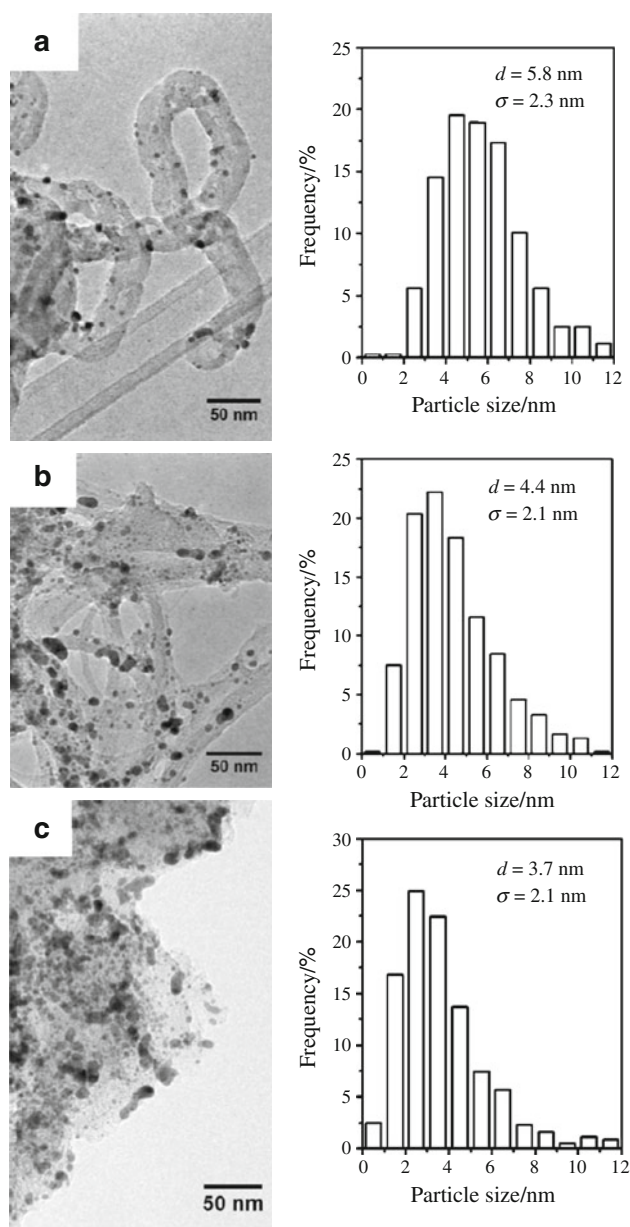 a
50 nm
d = 5.8 nm
σ = 2.3 nm
Frequency/%
25
20
15
10
5
0
0 2 4 6 8 10 12
Particle size/nm
b
50 nm
d = 4.4 nm
σ = 2.1 nm
Frequency/%
25
20
15
10
5
0
0 2 4 6 8 10 12
Particle size/nm
c
50 nm
d = 3.7 nm
σ = 2.1 nm
Frequency/%
30
25
20
15
10
5
0
0 2 4 6 8 10 12
Particle size/nm